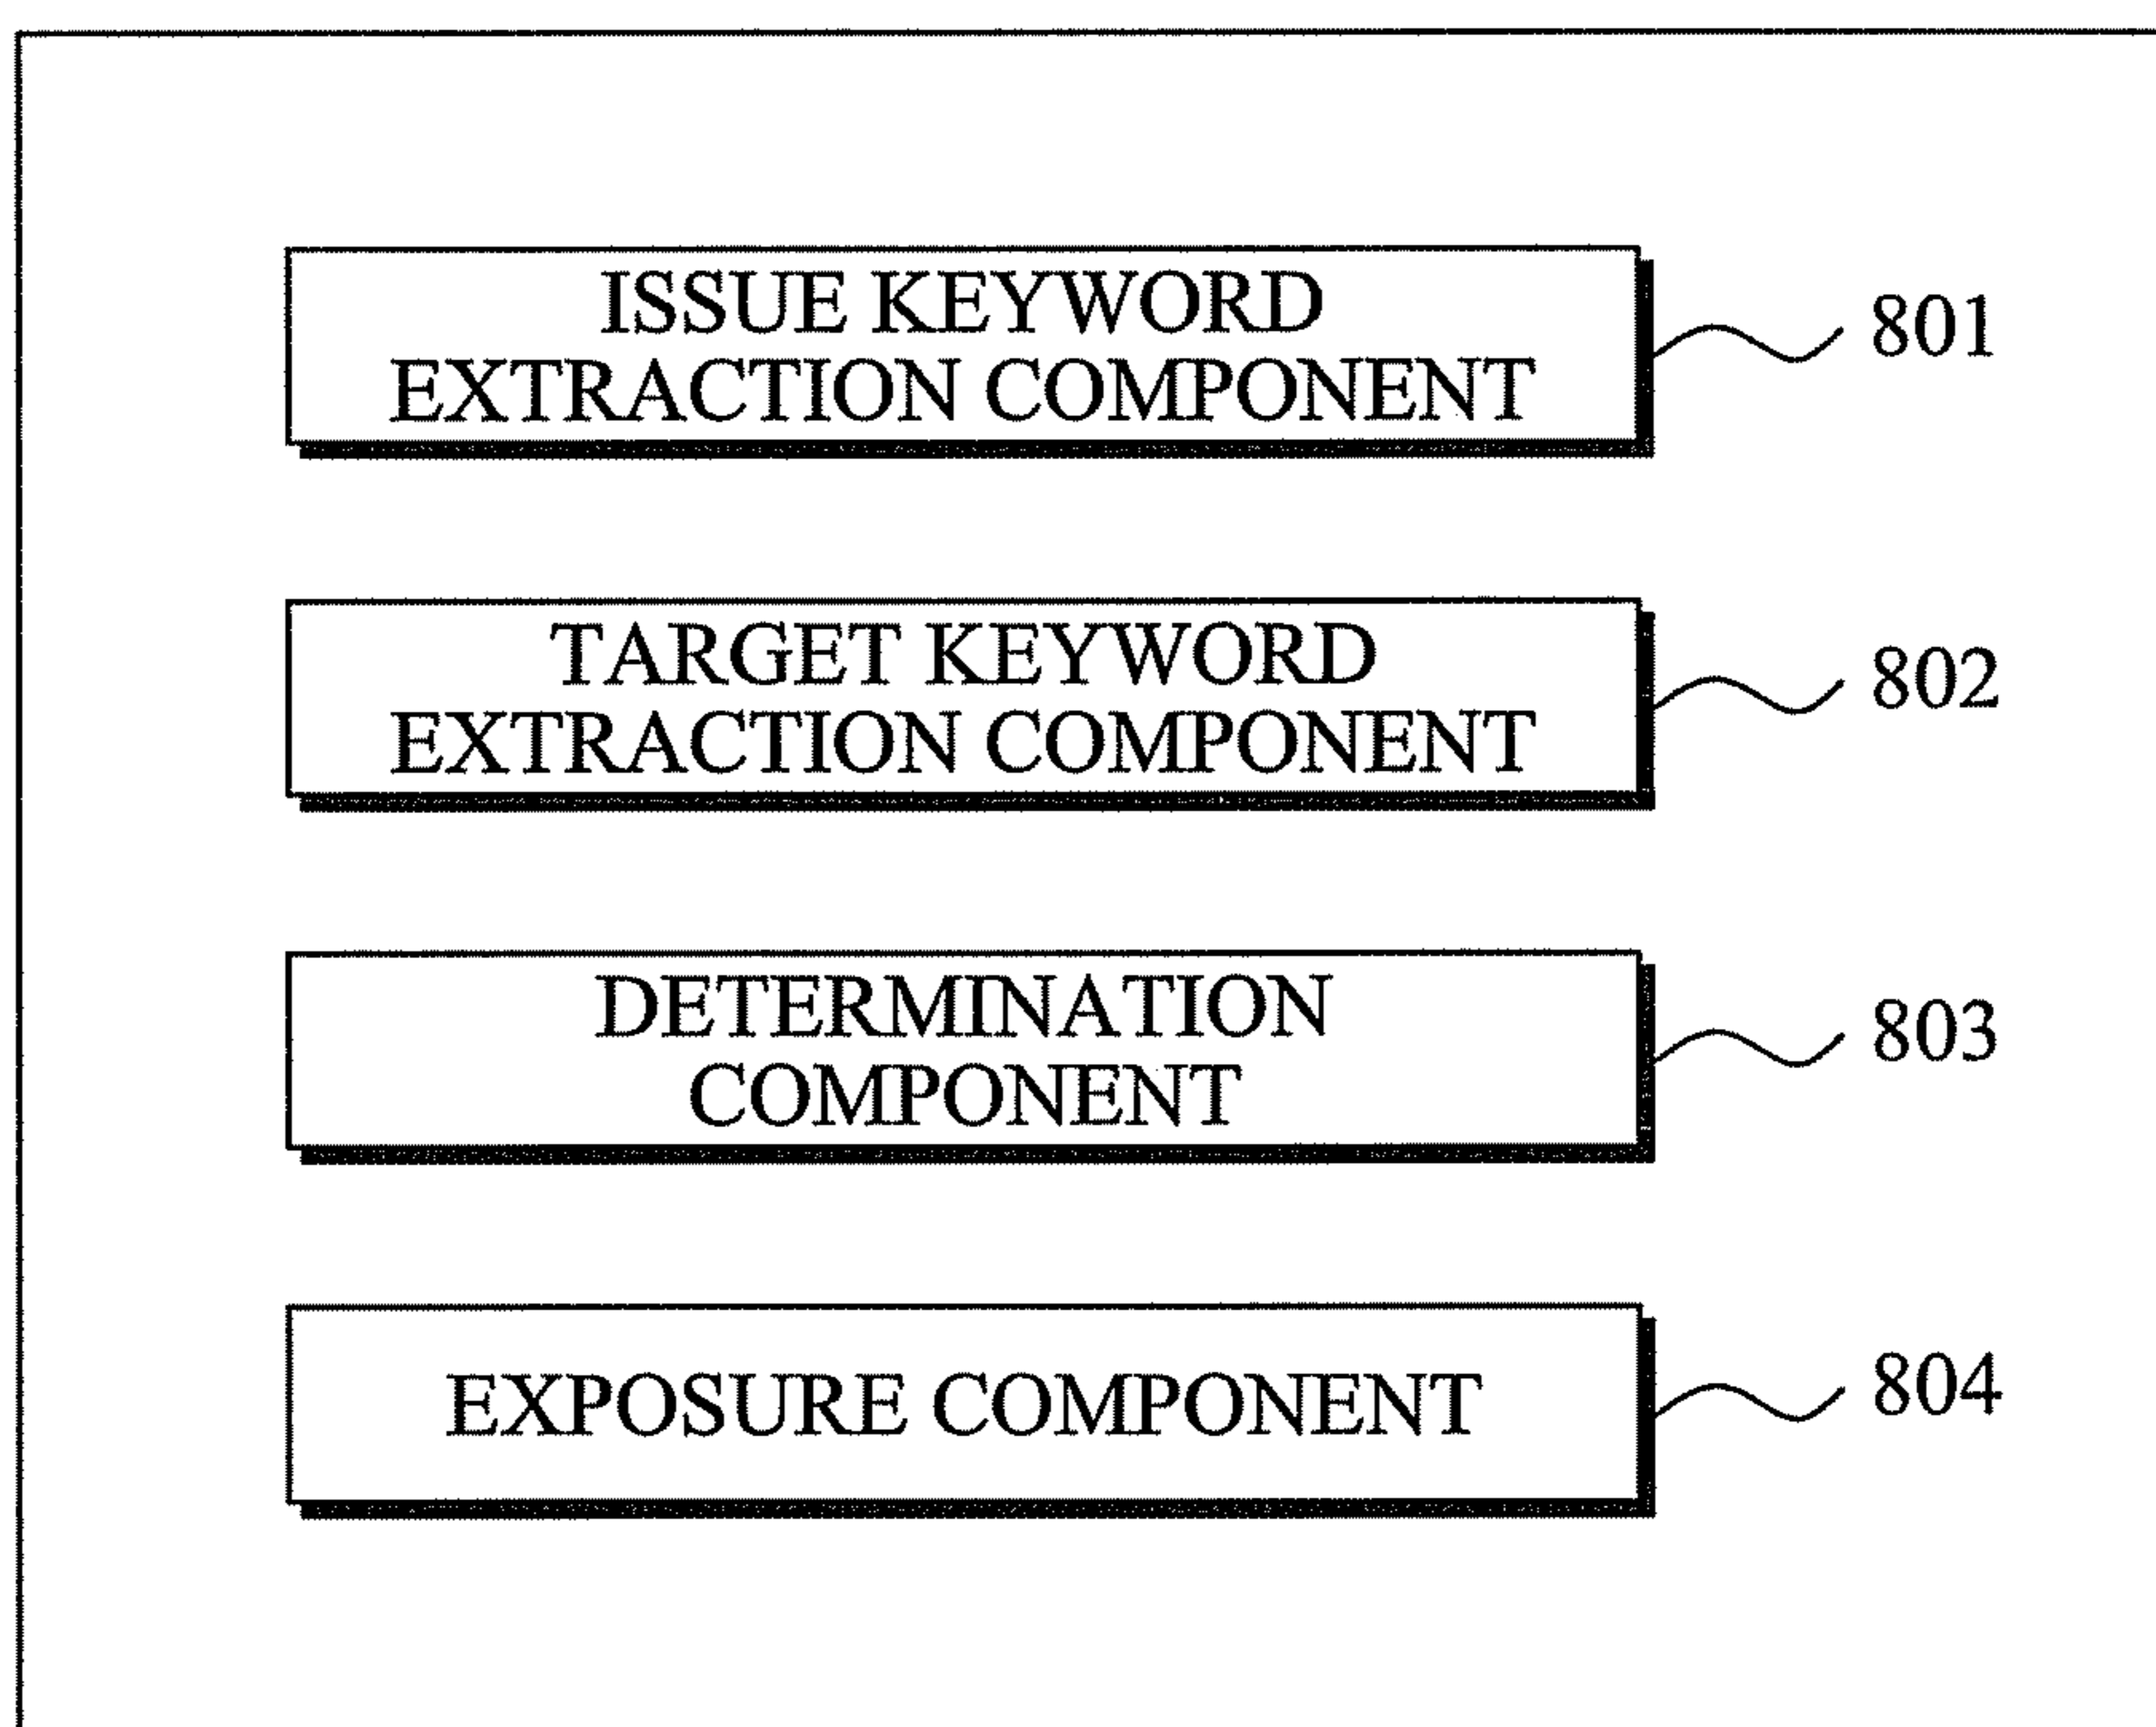 ISSUE KEYWORD
EXTRACTION COMPONENT
801
TARGET KEYWORD
EXTRACTION COMPONENT
802
DETERMINATION
COMPONENT
803
EXPOSURE COMPONENT
804